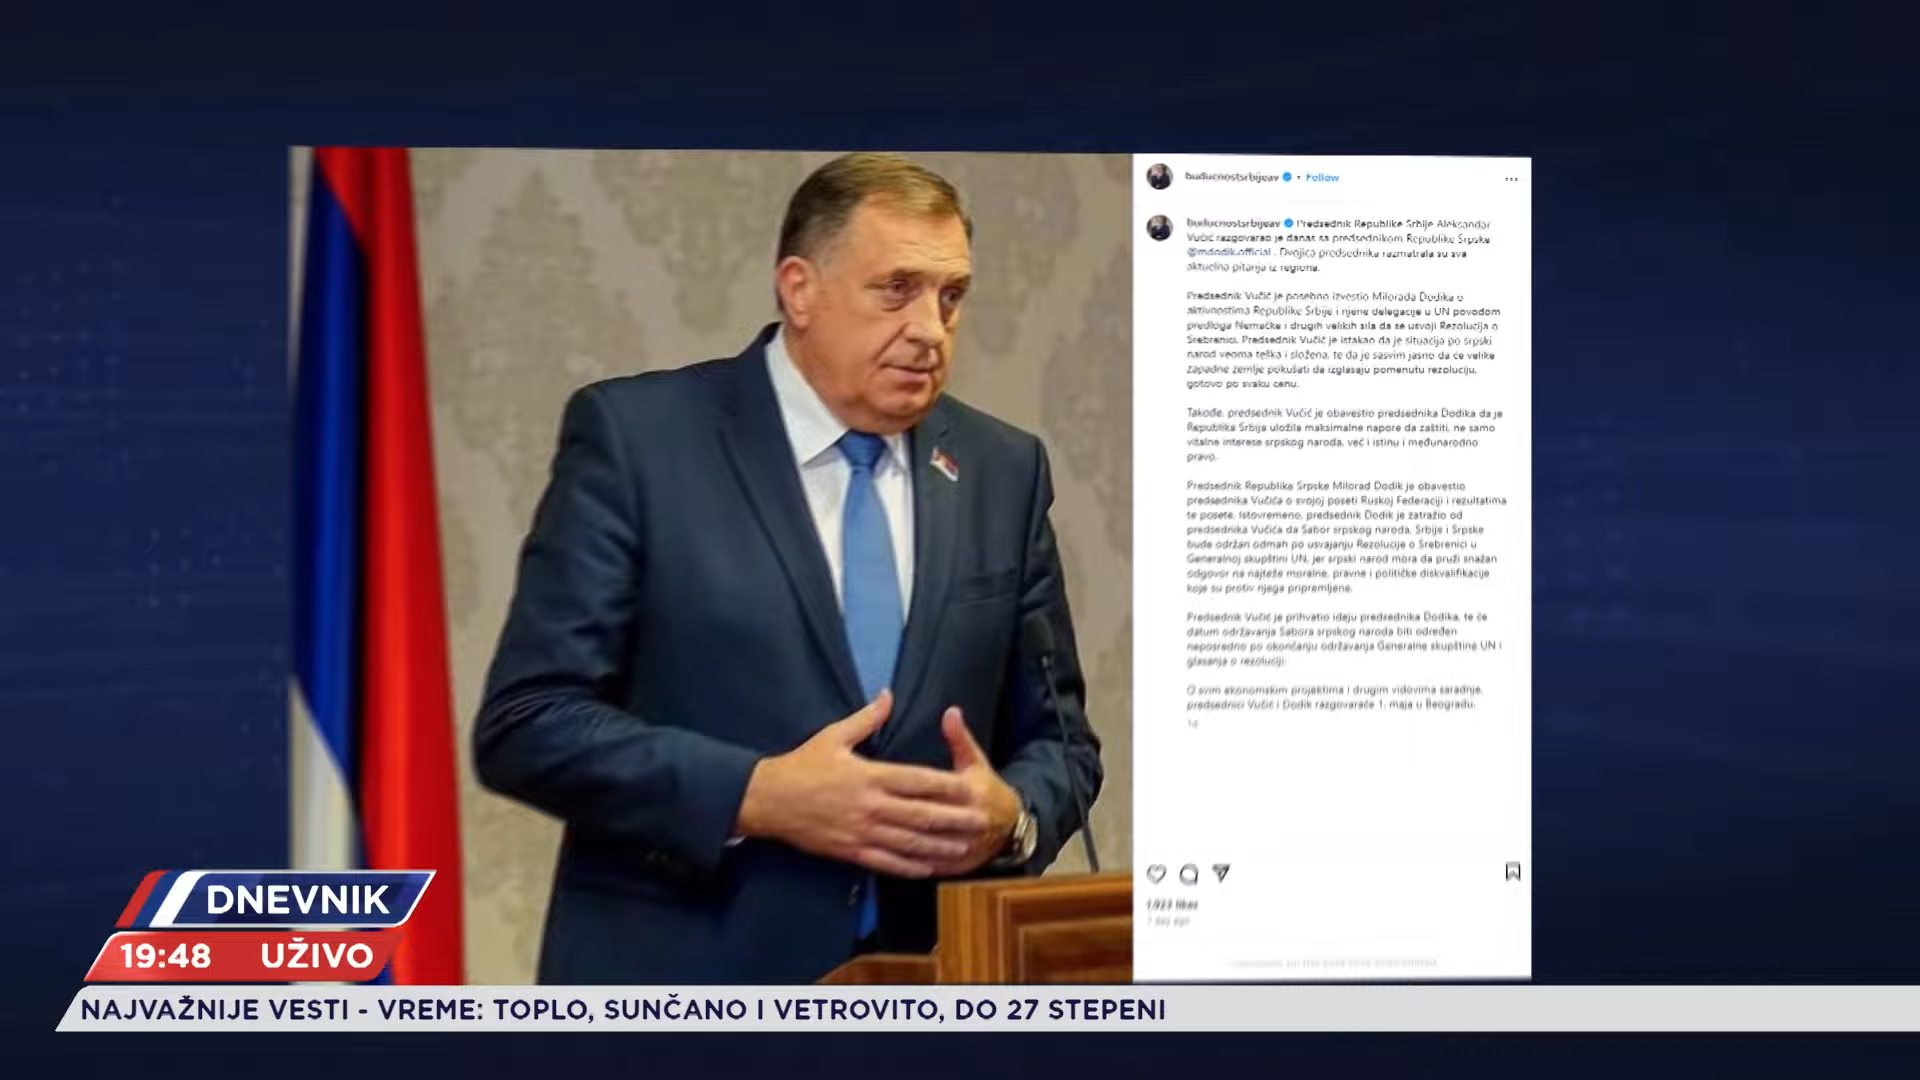 buducnostsrbijeav • Follow
buducnostsrbijeav Predsednik Republike Srbije Aleksandar
Vučić razgovarao je danas sa predsednikom Republike Srpske
@mdodik.official . Dvojica predsednika razmatrala su sva
aktuelna pitanja iz regiona.
Predsednik Vučić je posebno izvestio Milorada Dodika o
aktivnostima Republike Srbije i njene delegacije u UN povodom
predloga Nemačke i drugih velikih sila da se usvoji Rezolucija o
Srebrenici. Predsednik Vučić je istakao da je situacija po srpski
narod veoma teška i složena, te da je sasvim jasno da će velike
zapadne zemlje pokušati da izglasaju pomenutu rezoluciju,
gotovo po svaku cenu.
Takođe, predsednik Vučić je obavestio predsednika Dodika da je
Republika Srbija uložila maksimalne napore da zaštiti, ne samo
vitalne interese srpskog naroda, već i istinu i međunarodno
pravo.
Predsednik Republike Srpske Milorad Dodik je obavestio
predsednika Vučića o svojoj poseti Ruskoj Federaciji i rezultatima
te posete. Istovremeno, predsednik Dodik je zatražio od
predsednika Vučića da Sabor srpskog naroda, Srbije i Srpske
bude održan odmah po usvajanju Rezolucije o Srebrenici u
Generalnoj skupštini UN, jer srpski narod mora da pruži snažan
odgovor na najteže moralne, pravne i političke diskvalifikacije
koje su protiv njega pripremljene.
Predsednik Vučić je prihvatio ideju predsednika Dodika, te će
datum održavanja Sabora srpskog naroda biti određen
neposredno po okončanju održavanja Generalne skupštine UN i
glasanja o rezoluciji.
O svim ekonomskim projektima i drugim vidovima saradnje,
predsednici Vučić i Dodik razgovaraće 1. maja u Beogradu.
1d
1,923 likes
1 day ago
DNEVNIK
19:48 UŽIVO
NAJVAŽNIJE VESTI - VREME: TOPLO, SUNČANO I VETROVITO, DO 27 STEPENI